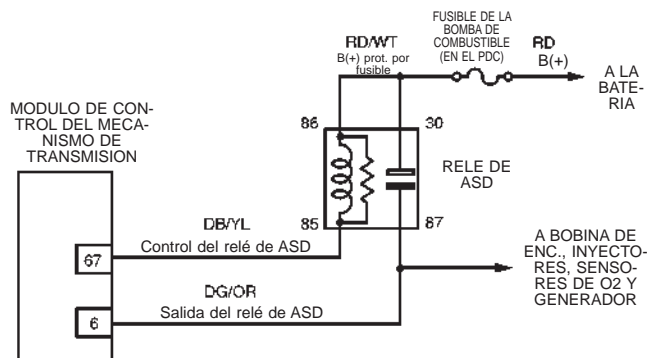 FUSIBLE DE LA
BOMBA DE
COMBUSTIBLE
(EN EL PDC)
RD/WT
B(+) prot. por
fusible
RD
B(+)
A LA
BATE-
RIA
MODULO DE CON-
TROL DEL MECA-
NISMO DE
TRANSMISION
86
30
RELE DE
ASD
85
87
DB/YL
67
Control del relé de ASD
A BOBINA DE
ENC., INYECTO-
RES, SENSO-
RES DE O2 Y
GENERADOR
DG/OR
6
Salida del relé de ASD